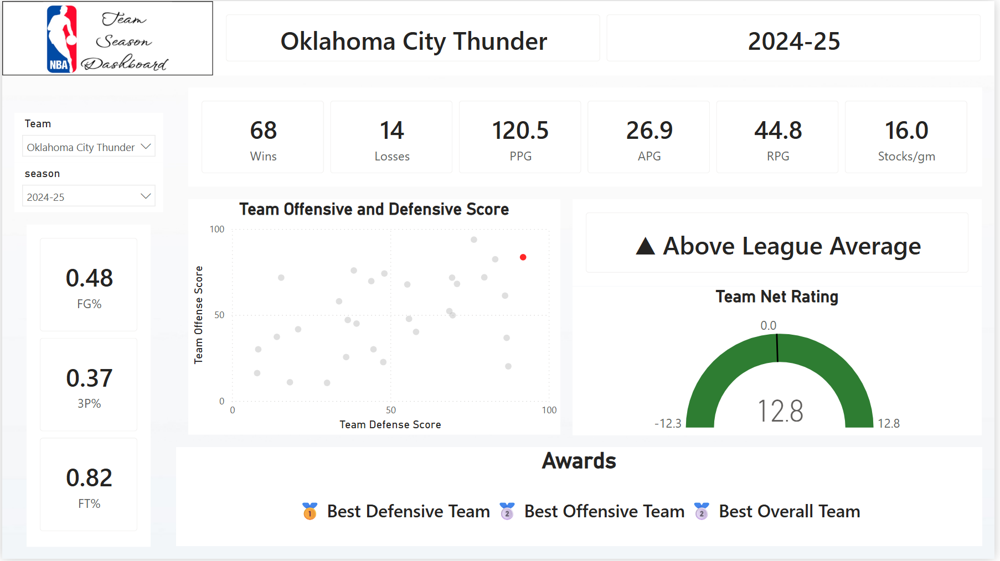 NBA
Team
Season
Dashboard
Oklahoma City Thunder
2024-25
Team
Oklahoma City Thunder
season
2024-25
68
Wins
14
Losses
120.5
PPG
26.9
APG
44.8
RPG
16.0
Stocks/gm
0.48
FG%
0.37
3P%
0.82
FT%
Team Offensive and Defensive Score
Team Offense Score
100
50
0
0
50
100
Team Defense Score
▲ Above League Average
Team Net Rating
0.0
-12.3
12.8
12.8
Awards
🥇 Best Defensive Team 🥈 Best Offensive Team 🥈 Best Overall Team